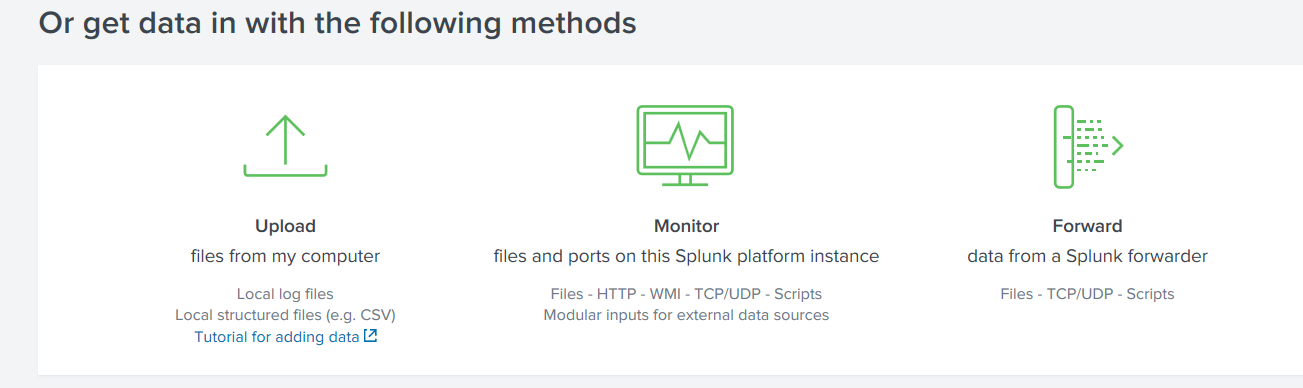 Or get data in with the following methods
Upload
files from my computer
Local log files
Local structured files (e.g. CSV)
Tutorial for adding data
Monitor
files and ports on this Splunk platform instance
Files - HTTP - WMI - TCP/UDP - Scripts
Modular inputs for external data sources
Forward
data from a Splunk forwarder
Files - TCP/UDP - Scripts